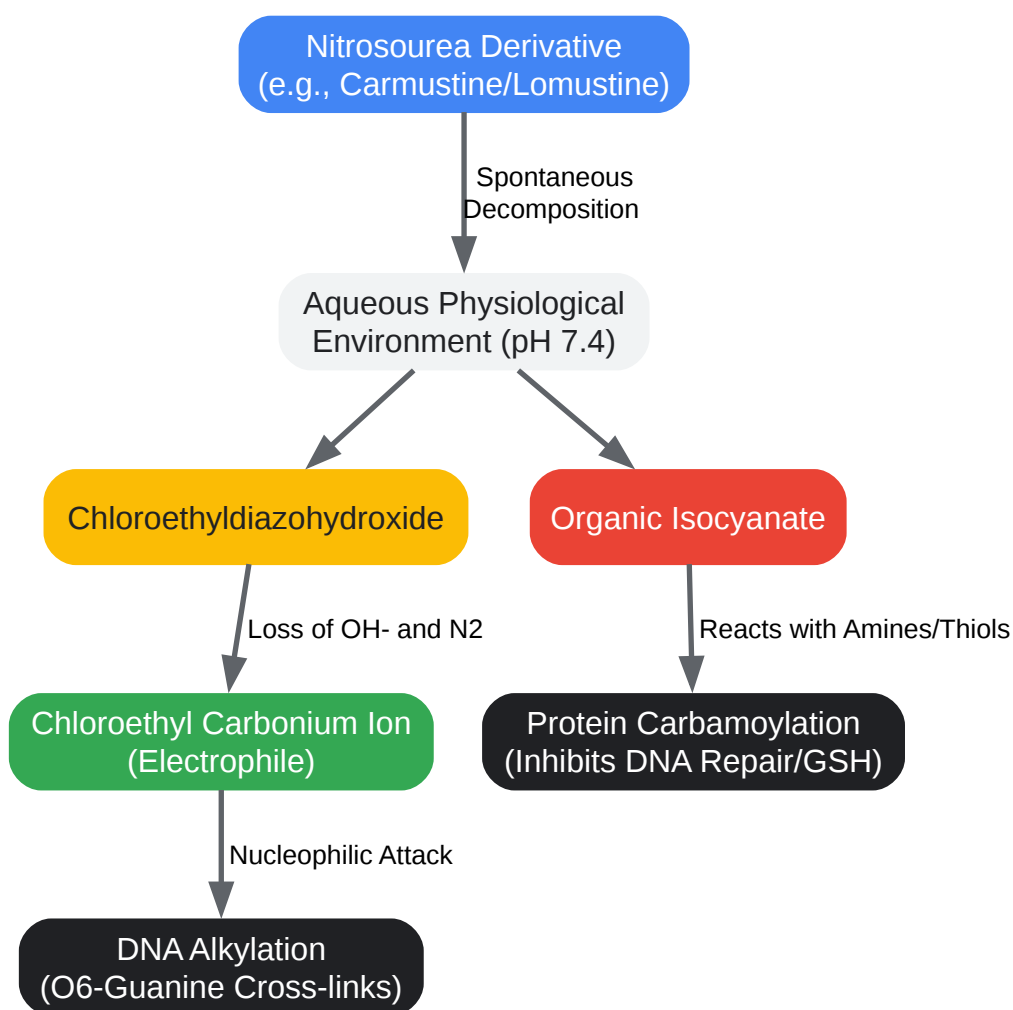 Nitrosourea Derivative
(e.g., Carmustine/Lomustine)
Spontaneous
Decomposition
Aqueous Physiological
Environment (pH 7.4)
Chloroethyldiazohydroxide
Organic Isocyanate
Loss of OH- and N2
Reacts with Amines/Thiols
Chloroethyl Carbonium Ion
(Electrophile)
Protein Carbamoylation
(Inhibits DNA Repair/GSH)
Nucleophilic Attack
DNA Alkylation
(O6-Guanine Cross-links)